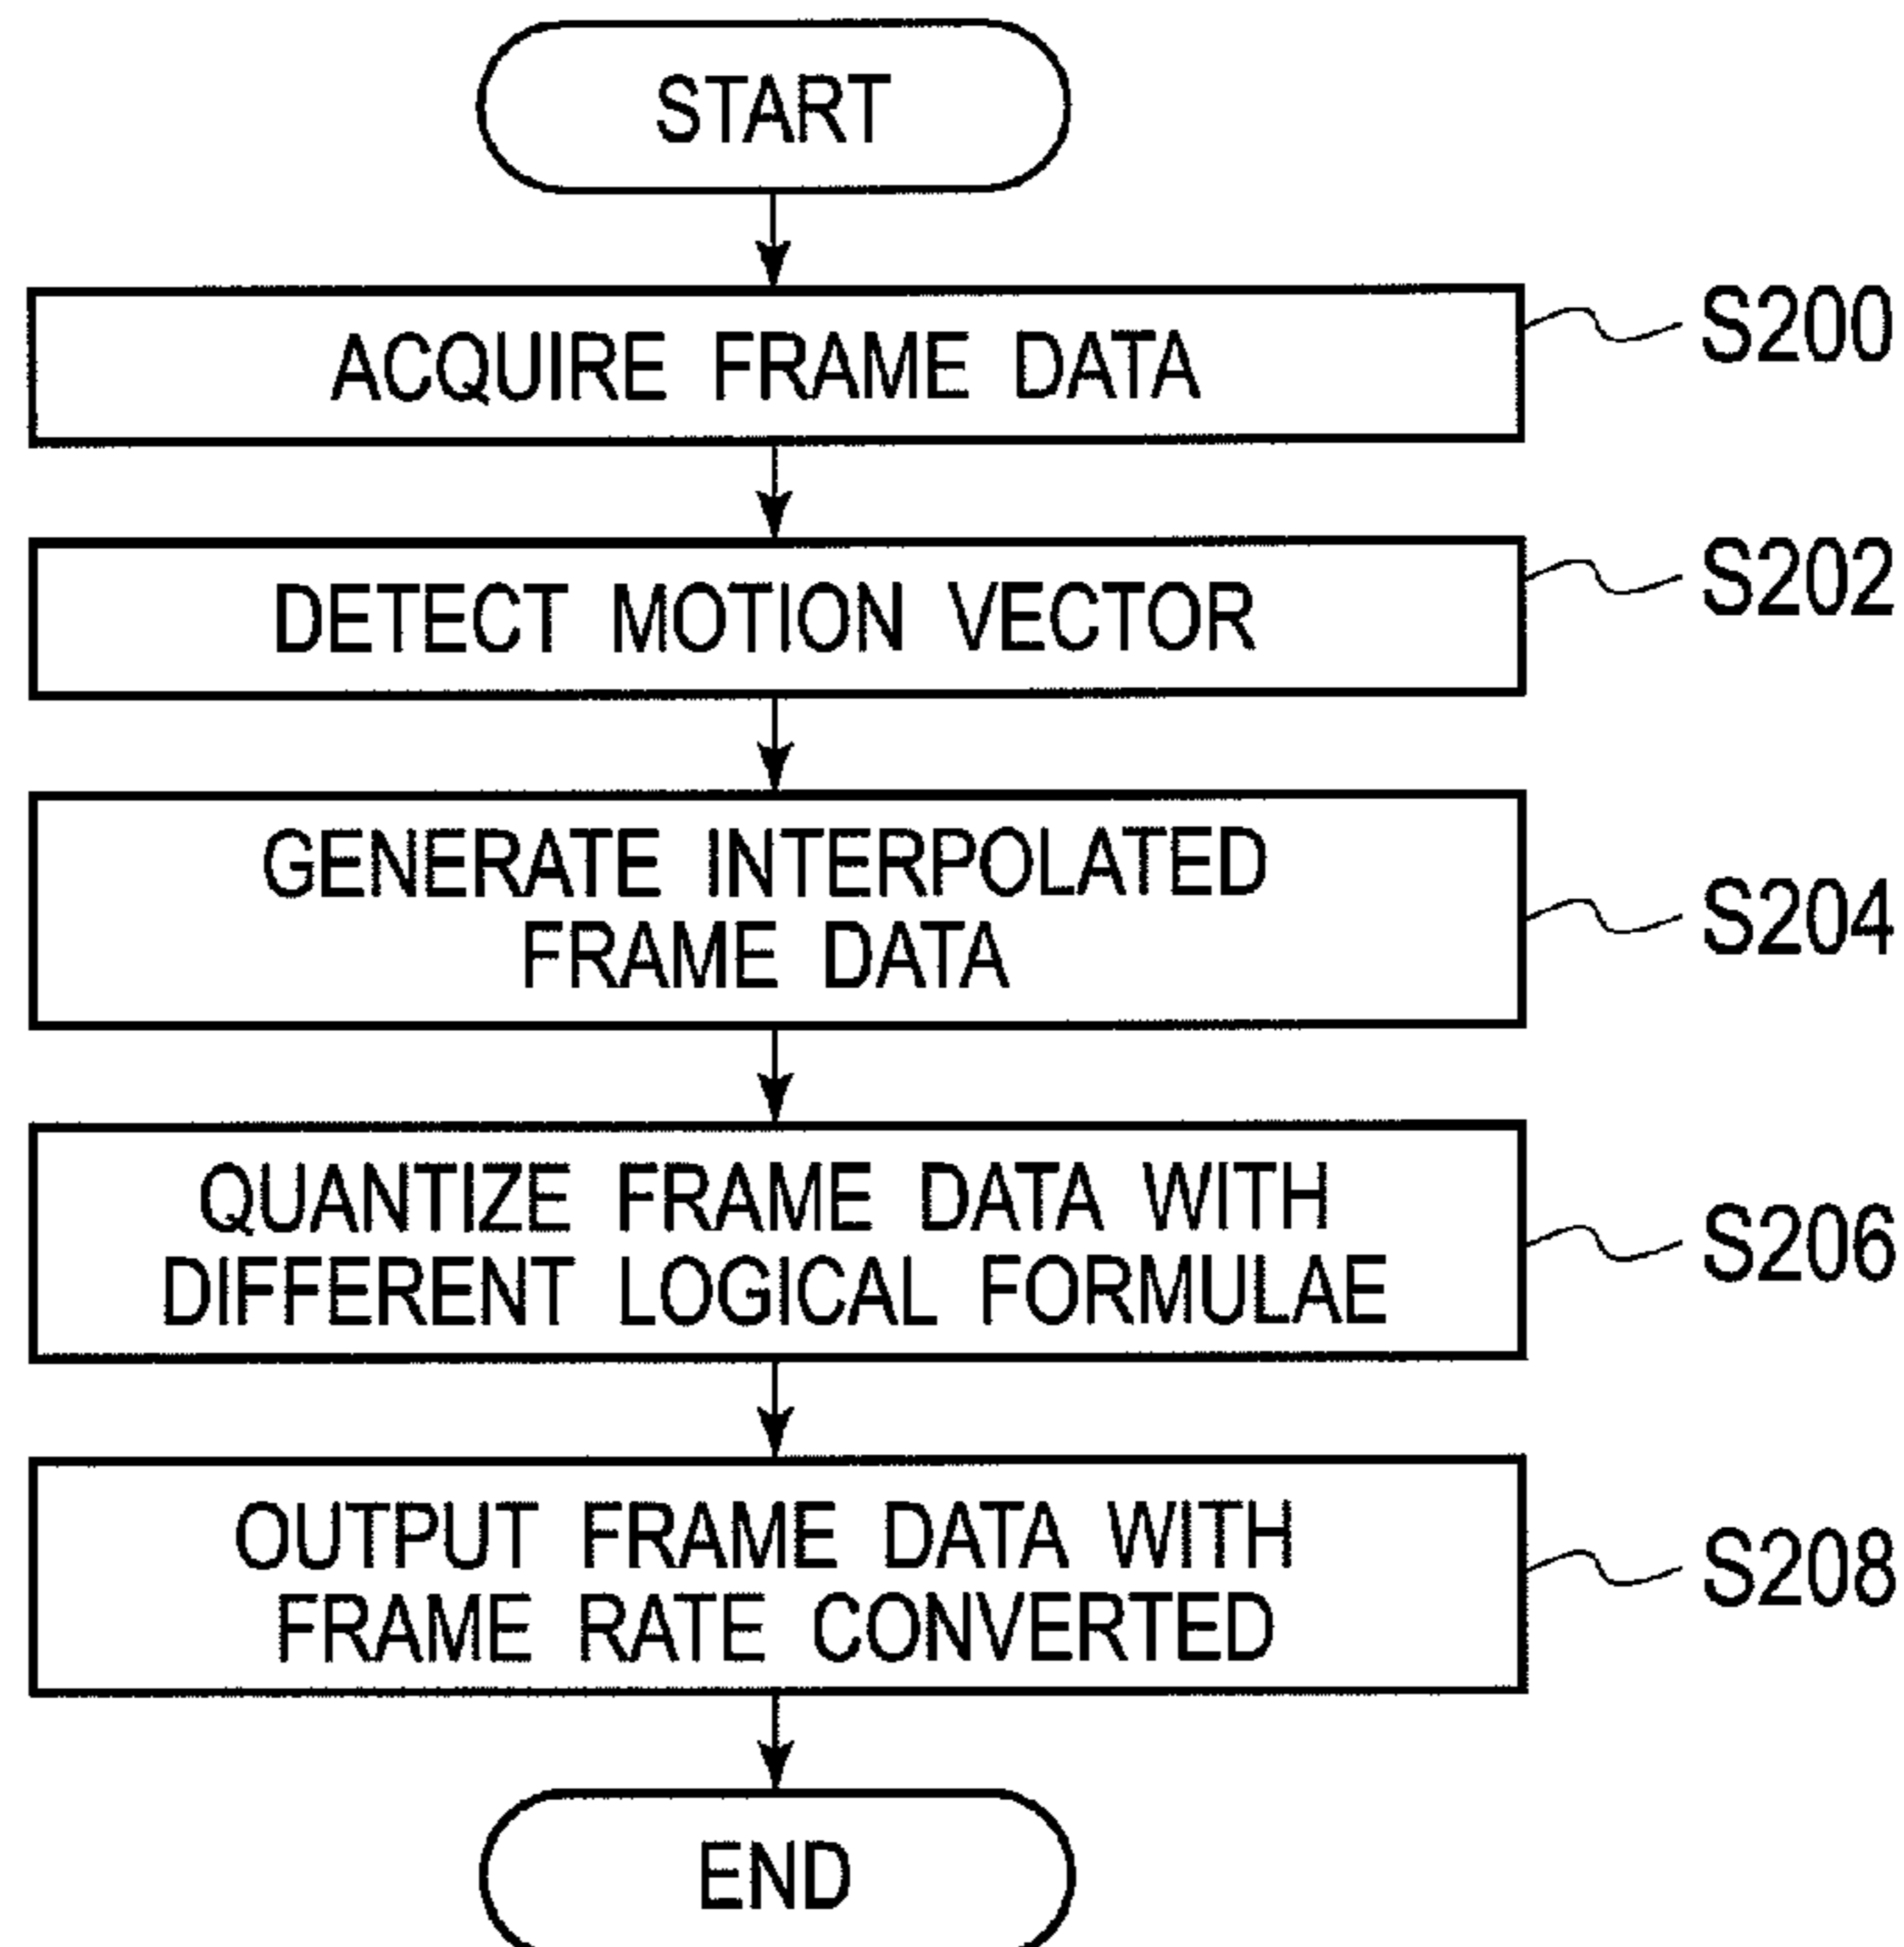 START
ACQUIRE FRAME DATA
S200
DETECT MOTION VECTOR
S202
GENERATE INTERPOLATED
FRAME DATA
S204
QUANTIZE FRAME DATA WITH
DIFFERENT LOGICAL FORMULAE
S206
OUTPUT FRAME DATA WITH
FRAME RATE CONVERTED
S208
END